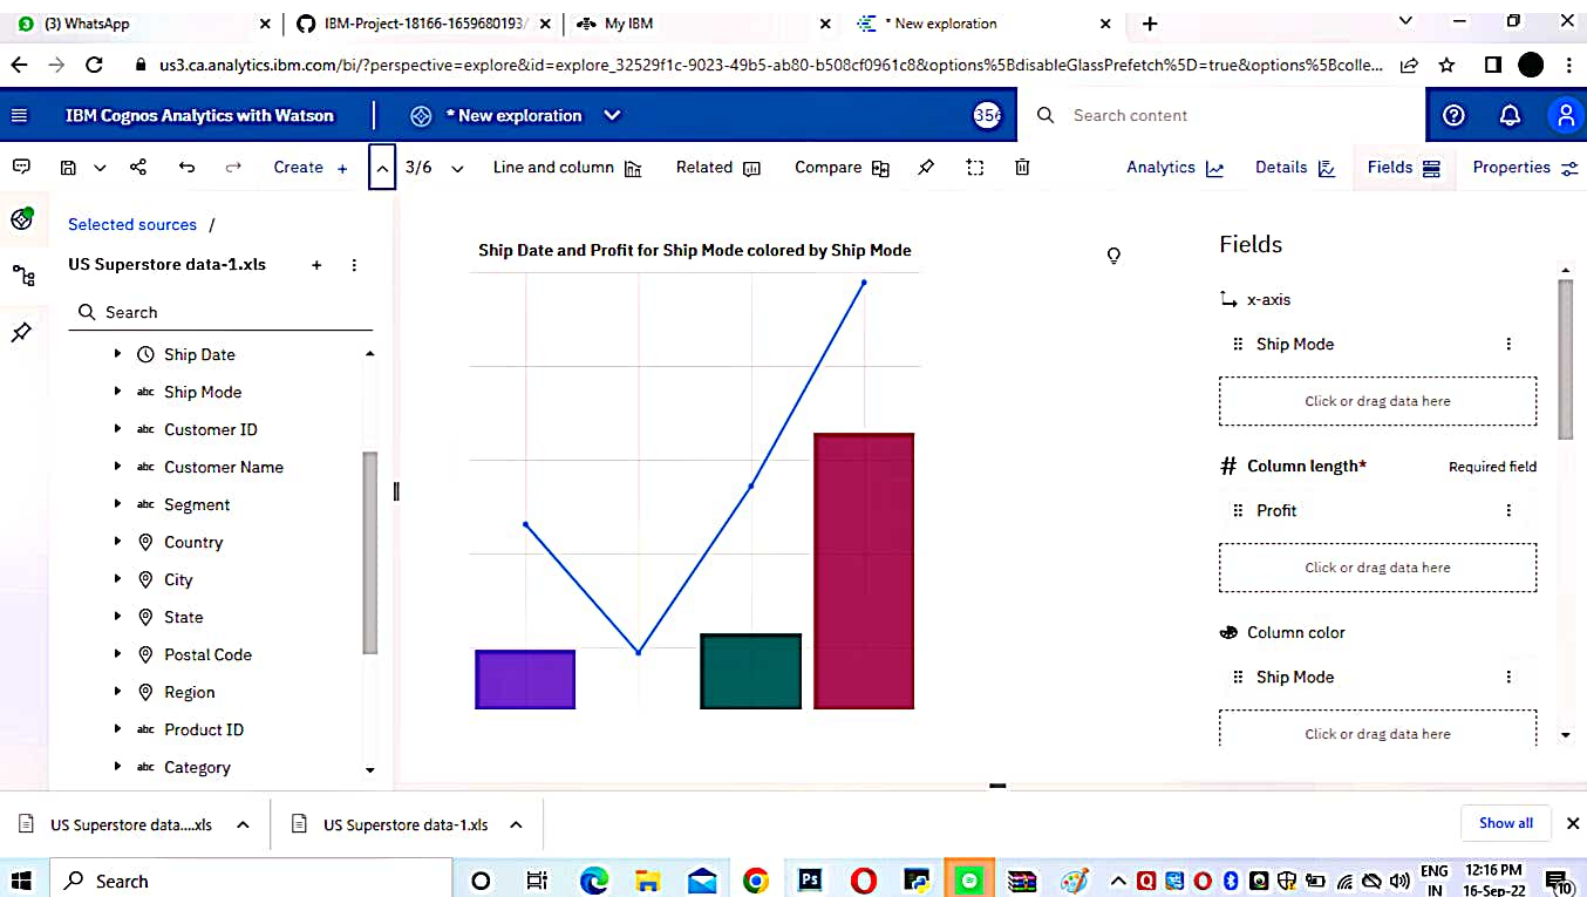 (3) WhatsApp
IBM-Project-18166-1659680193/
My IBM
* New exploration
us3.ca.analytics.ibm.com/bi/?perspective=explore&id=explore_32529f1c-9023-49b5-ab80-b508cf0961c8&options%5BdisableGlassPrefetch%5D=true&options%5Bcolle...
IBM Cognos Analytics with Watson
* New exploration
Search content
Create +
3/6
Line and column
Related
Compare
Analytics
Details
Fields
Properties
Selected sources /
US Superstore data-1.xls
Search
Ship Date
abc Ship Mode
abc Customer ID
abc Customer Name
abc Segment
Country
City
State
Postal Code
Region
abc Product ID
abc Category
Ship Date and Profit for Ship Mode colored by Ship Mode
Fields
x-axis
Ship Mode
Click or drag data here
# Column length* Required field
Profit
Click or drag data here
Column color
Ship Mode
Click or drag data here
US Superstore data....xls
US Superstore data-1.xls
Show all
Search
Ps
ENG
IN
12:16 PM
16-Sep-22